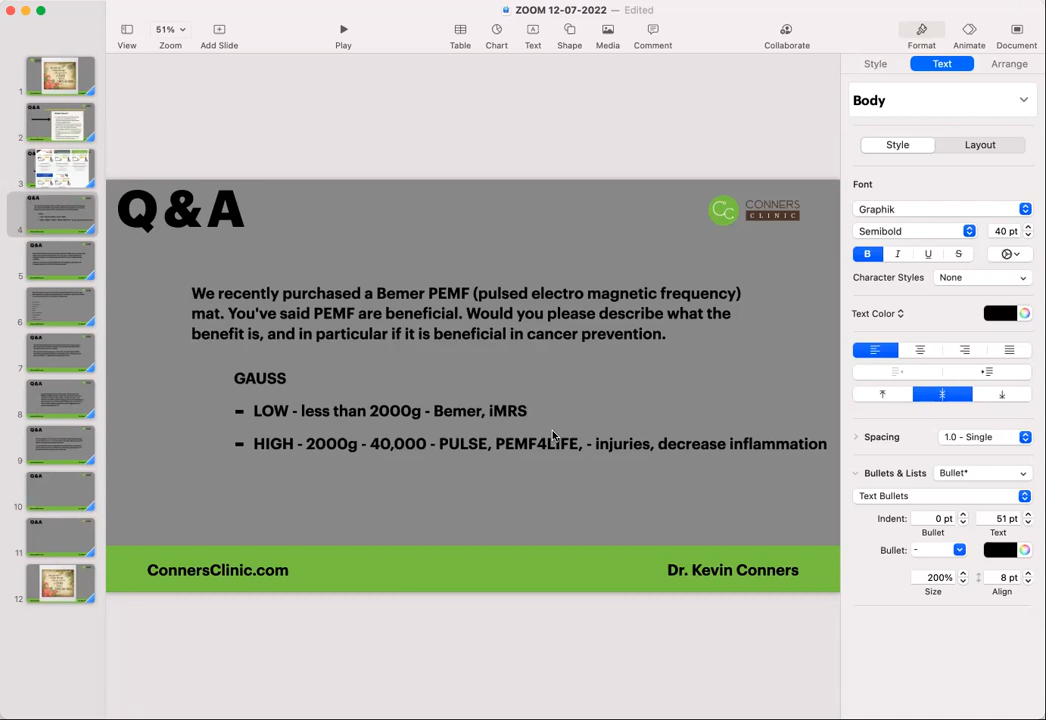 ZOOM 12-07-2022 — Edited
51%
View
Zoom
Add Slide
Play
Table
Chart
Text
Shape
Media
Comment
Collaborate
Format
Animate
Document
Style
Text
Arrange
Body
Style
Layout
Font
Graphik
Semibold
40 pt
B
I
U
S
Character Styles
None
Text Color
Spacing
1.0 - Single
Bullets & Lists
Bullet*
Text Bullets
Indent:
0 pt
51 pt
Bullet
Text
Bullet:
-
200%
8 pt
Size
Align
1
2
3
4
5
6
7
8
9
10
11
12
Q&A
Q&A
Q&A
Q&A
Q&A
Q&A
Q&A
Q&A
Q&A
Q & A
CC
CONNERS
CLINIC
We recently purchased a Bemer PEMF (pulsed electro magnetic frequency)
mat. You've said PEMF are beneficial. Would you please describe what the
benefit is, and in particular if it is beneficial in cancer prevention.
GAUSS
- LOW - less than 2000g - Bemer, iMRS
- HIGH - 2000g - 40,000 - PULSE, PEMF4LIFE, - injuries, decrease inflammation
ConnersClinic.com
Dr. Kevin Conners